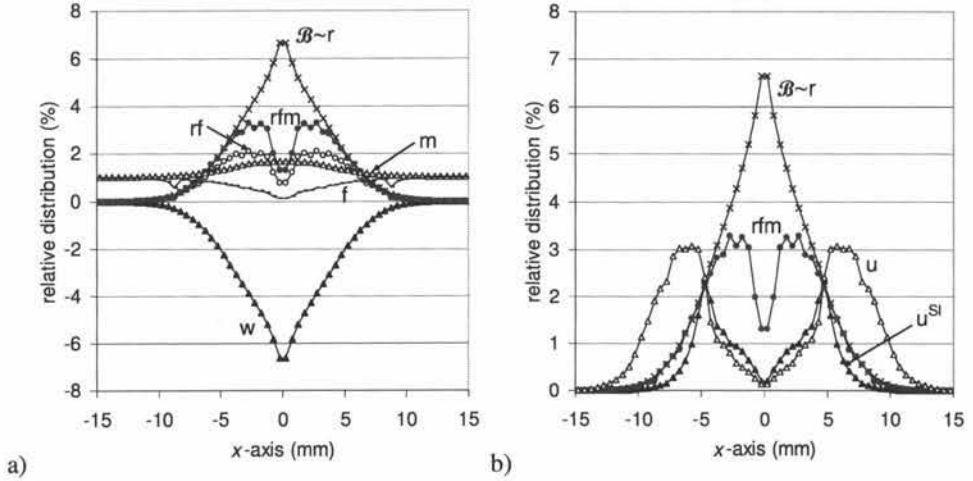 8
6
4
2
0
-2
-4
-6
-8
relative distribution (%)
ℬ~r
rf
rfm
m
f
w
-15 -10 -5 0 5 10 15
x-axis (mm)
a)
8
7
6
5
4
3
2
1
0
relative distribution (%)
ℬ~r
rfm
u
u^SI
-15 -10 -5 0 5 10 15
x-axis (mm)
b)